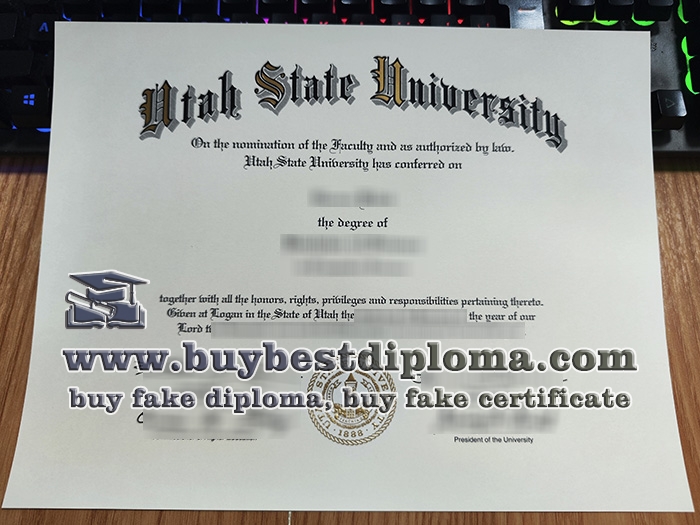 Utah State University
On the nomination of the Faculty and as authorized by law.
Utah State University has conferred on
the degree of
together with all the honors, rights, privileges and responsibilities pertaining thereto.
Given at Logan in the State of Utah the the year of our
Lord
www.buybestdiploma.com
buy fake diploma, buy fake certificate
1888
President of the University